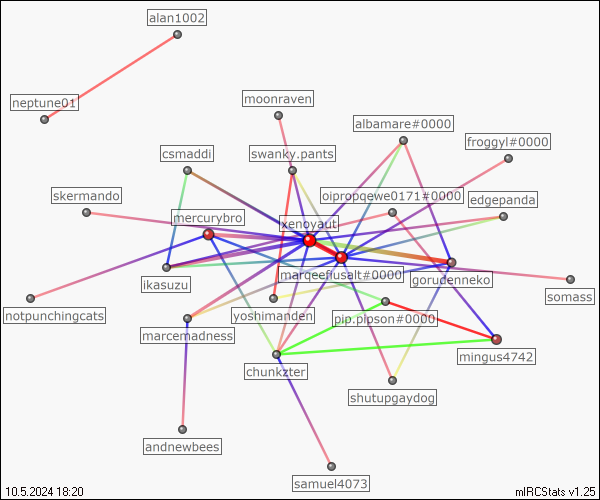 alan1002
neptune01
moonraven
albamare#0000
froggyl#0000
csmaddi
swanky.pants
skermando
oipropqewe0171#0000
edgepanda
mercurybro
xenoyaut
marqeefuselt#0000
gorudenneko
ikasuzu
somass
notpunchingcats
yoshimanden
pip.pipson#0000
marcemadness
mingus4742
chunkzter
shutupgaydog
andnewbees
samuel4073
10.5.2024 18:20
mIRCStats v1.25